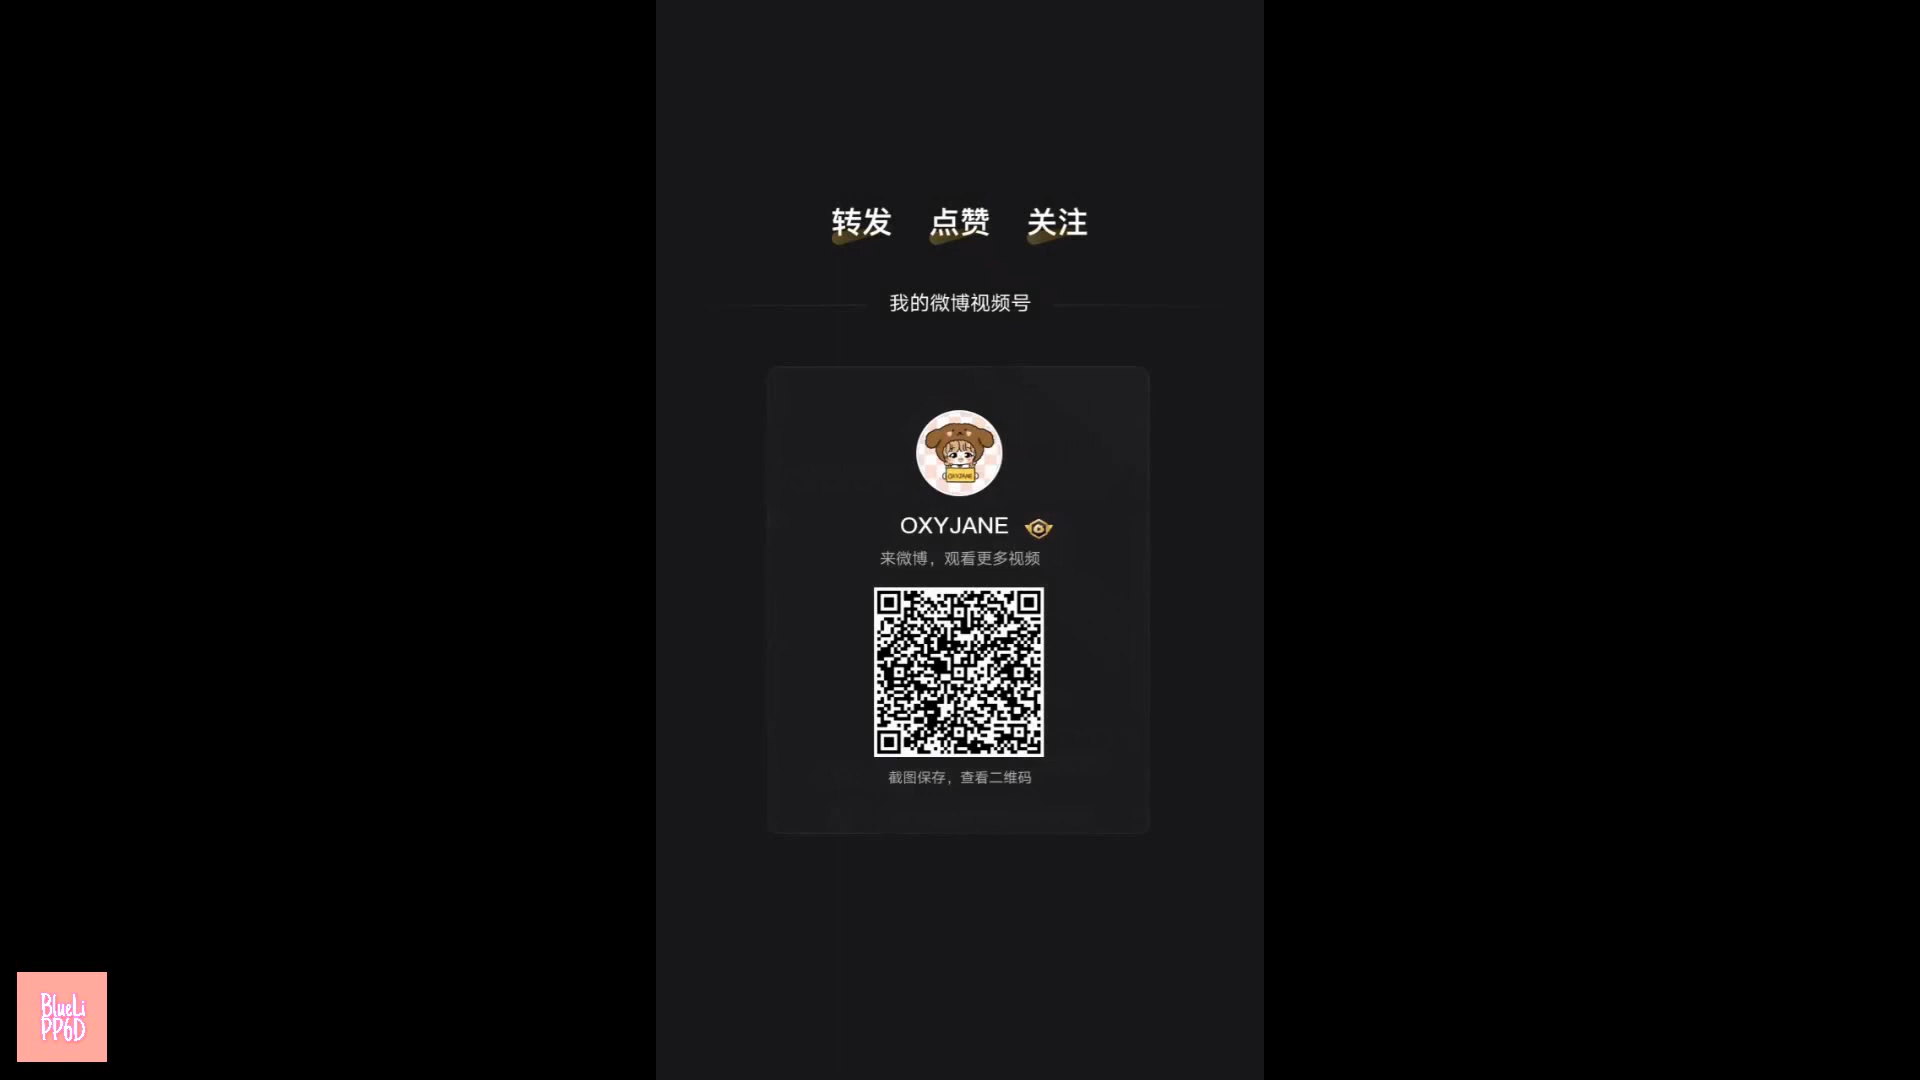 转发 点赞 关注
我的微博视频号
OXYJANE
OXYJANE
来微博，观看更多视频
截图保存，查看二维码
BlueLi
PP6D